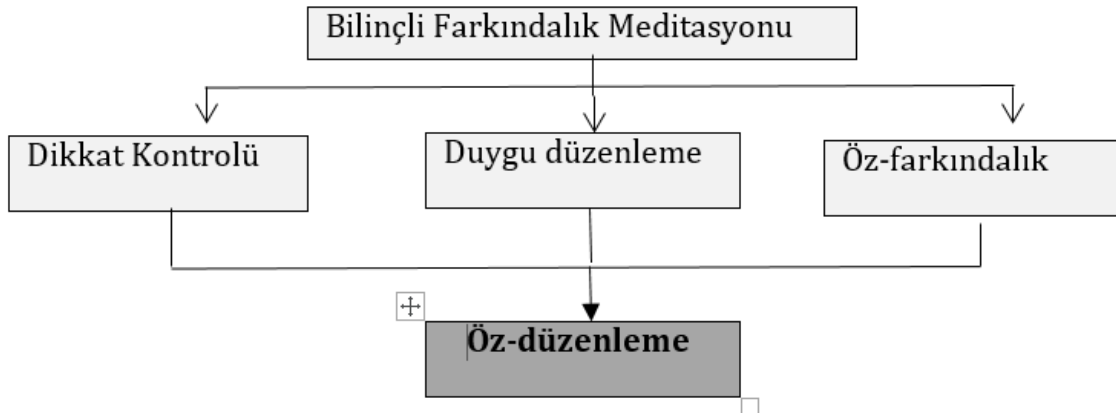 Bilinçli Farkındalık Meditasyonu
Dikkat Kontrolü
Duygu düzenleme
Öz-farkındalık
Öz-düzenleme